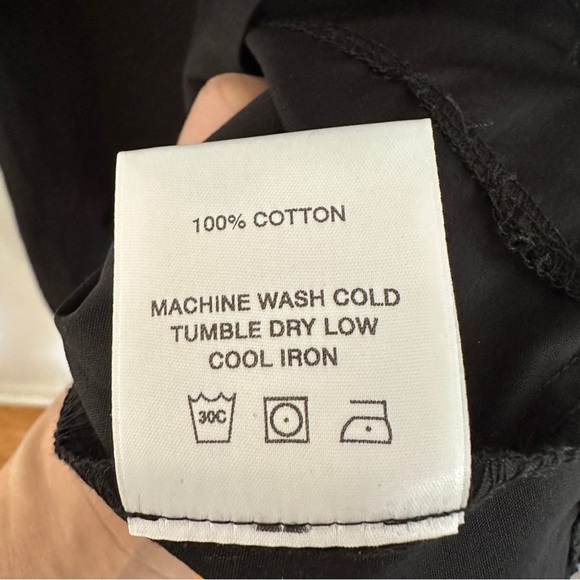 100% COTTON
MACHINE WASH COLD
TUMBLE DRY LOW
COOL IRON
30C